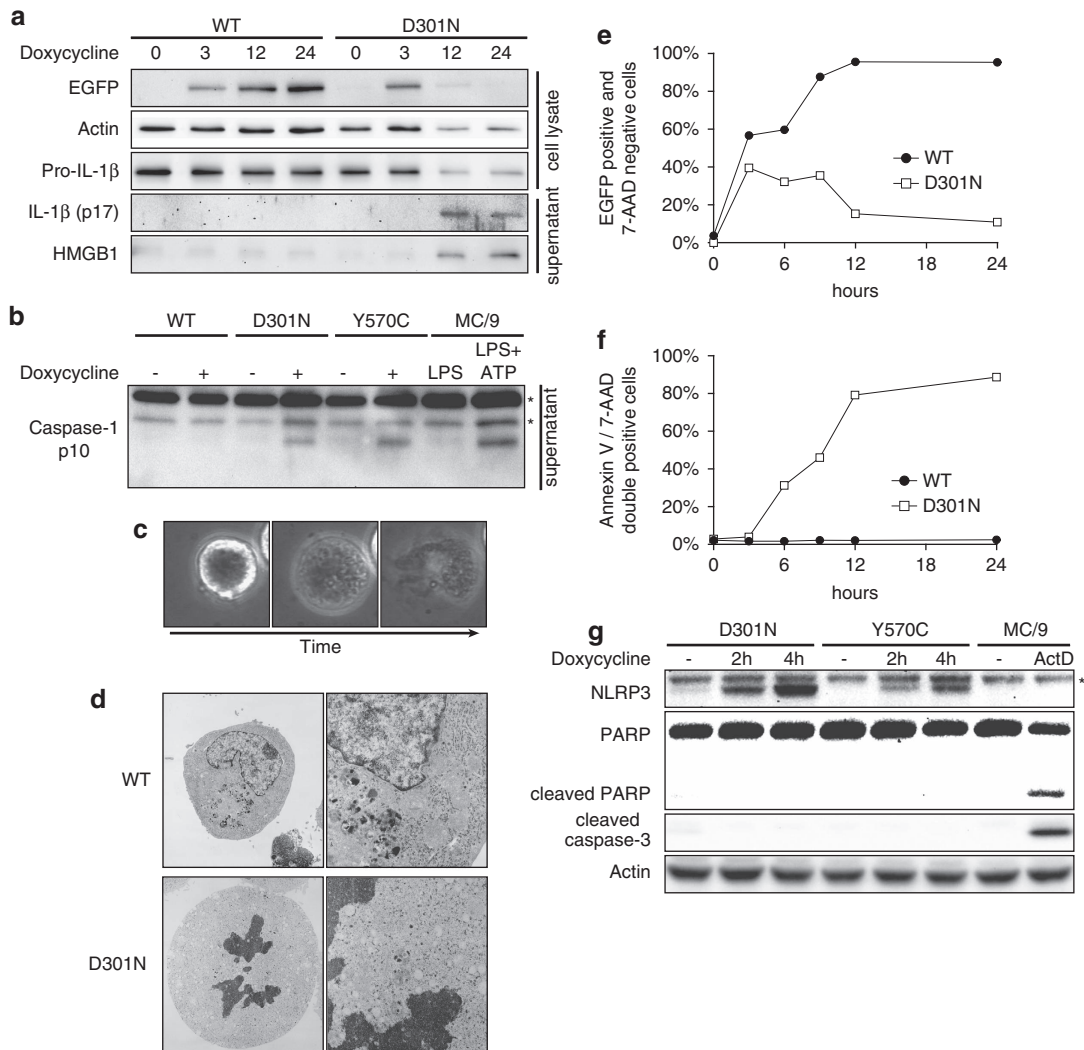 a
WT D301N
Doxycycline 0 3 12 24 0 3 12 24
EGFP
Actin
Pro-IL-1β
cell lysate
IL-1β (p17)
HMGB1
supernatant
b
WT D301N Y570C MC/9
Doxycycline - + - + - + LPS LPS+ ATP
Caspase-1 p10
*
*
supernatant
c
Time
d
WT
D301N
e
EGFP positive and 7-AAD negative cells
100%
80%
60%
40%
20%
0%
WT
D301N
0 6 12 18 24
hours
f
Annexin V / 7-AAD double positive cells
100%
80%
60%
40%
20%
0%
WT
D301N
0 6 12 18 24
hours
g
D301N Y570C MC/9
Doxycycline - 2h 4h - 2h 4h - ActD
NLRP3 *
PARP
cleaved PARP
cleaved caspase-3
Actin